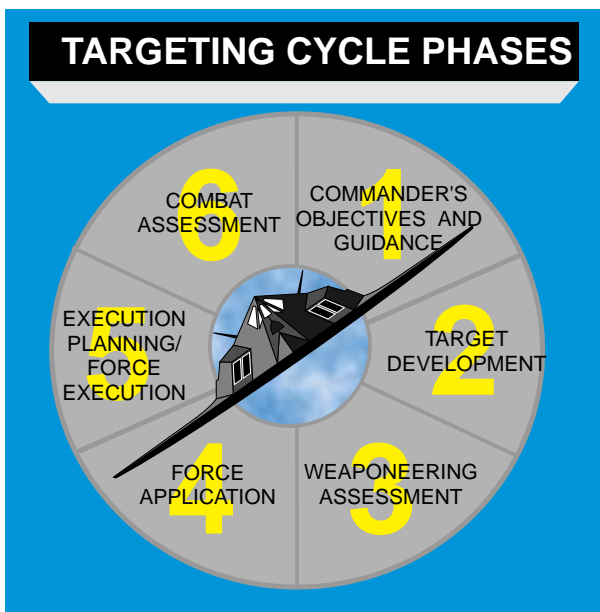 TARGETING CYCLE PHASES
1
COMMANDER'S
OBJECTIVES AND
GUIDANCE
2
TARGET
DEVELOPMENT
3
WEAPONEERING
ASSESSMENT
4
FORCE
APPLICATION
5
EXECUTION
PLANNING/
FORCE
EXECUTION
6
COMBAT
ASSESSMENT